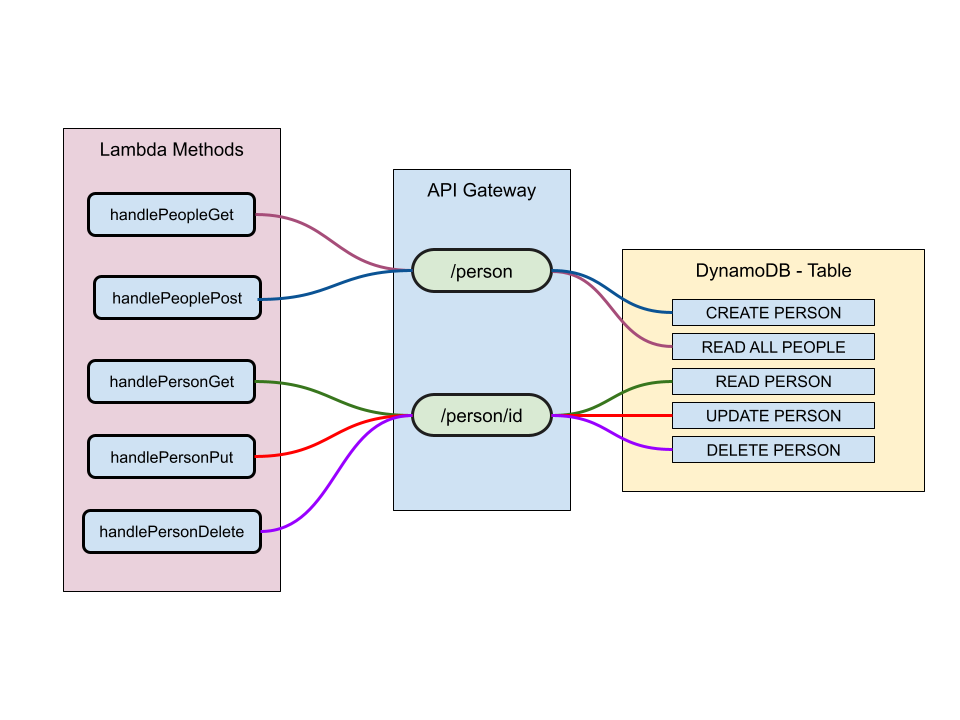 Lambda Methods
handlePeopleGet
handlePeoplePost
handlePersonGet
handlePersonPut
handlePersonDelete
API Gateway
/person
/person/id
DynamoDB - Table
CREATE PERSON
READ ALL PEOPLE
READ PERSON
UPDATE PERSON
DELETE PERSON